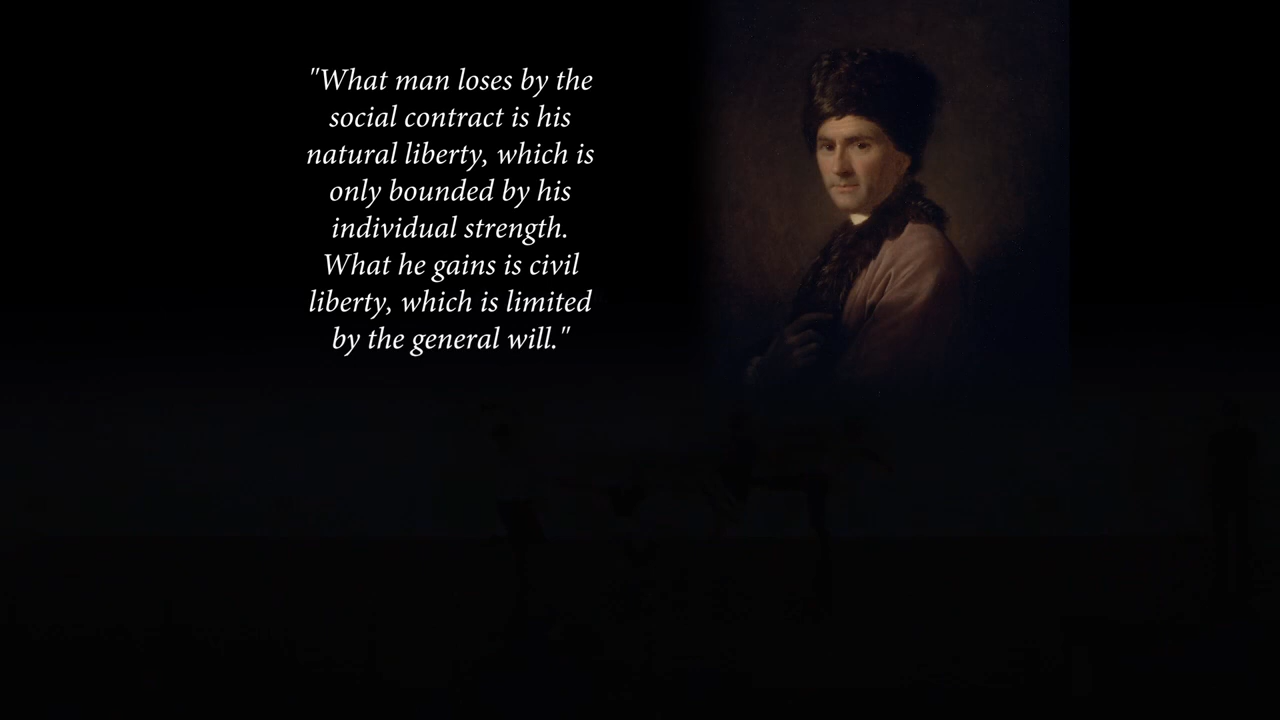 "What man loses by the
social contract is his
natural liberty, which is
only bounded by his
individual strength.
What he gains is civil
liberty, which is limited
by the general will."